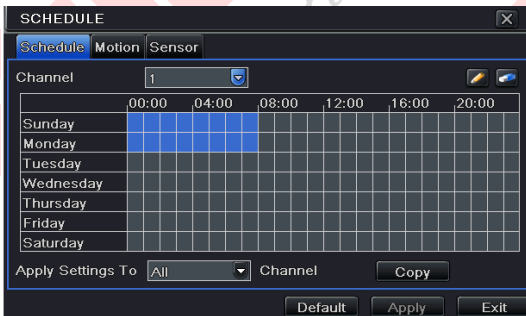 SCHEDULE
Schedule Motion Sensor
Channel 1
00:00 04:00 08:00 12:00 16:00 20:00
Sunday
Monday
Tuesday
Wednesday
Thursday
Friday
Saturday
Apply Settings To All Channel Copy
Default Apply Exit